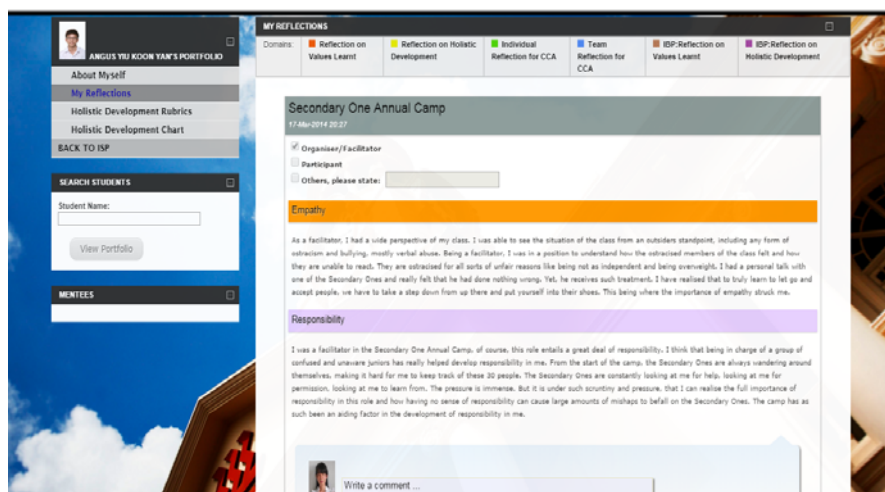 MY REFLECTIONS
Domains:
Reflection on
Values Learnt
Reflection on Holistic
Development
Individual
Reflection for CCA
Team
Reflection for
CCA
IBP:Reflection on
Values Learnt
IBP:Reflection on
Holistic Development
ANGUS YIU KOON YAN'S PORTFOLIO
About Myself
My Reflections
Holistic Development Rubrics
Holistic Development Chart
BACK TO ISP
SEARCH STUDENTS
Student Name:
View Portfolio
MENTEES
Secondary One Annual Camp
17-Mar-2014 20:27
Organiser/Facilitator
Participant
Others, please state:
Empathy
As a facilitator, I had a wide perspective of my class. I was able to see the situation of the class from an outsiders standpoint, including any form of
ostracism and bullying, mostly verbal abuse. Being a facilitator, I was in a position to understand how the ostracised members of the class felt and how
they are unable to react. They are ostracised for all sorts of unfair reasons like being not as independent and being overweight. I had a personal talk with
one of the Secondary Ones and really felt that he had done nothing wrong. Yet, he receives such treatment. I have realised that to truly learn to let go and
accept people, we have to take a step down from up there and put yourself into their shoes. This being where the importance of empathy struck me.
Responsibility
I was a facilitator in the Secondary One Annual Camp, of course, this role entails a great deal of responsibility. I think that being in charge of a group of
confused and unaware juniors has really helped develop responsibility in me. From the start of the camp, the Secondary Ones are always wandering around
themselves, making it hard for me to keep track of these 30 people. The Secondary Ones are constantly looking at me for help, looking at me for
permission, looking at me to learn from. The pressure is immense. But it is under such scruntiny and pressure, that I can realise the full importance of
responsibility in this role and how having no sense of responsibility can cause large amounts of mishaps to befall on the Secondary Ones. The camp has as
such been an aiding factor in the development of responsibility in me.
Write a comment ...